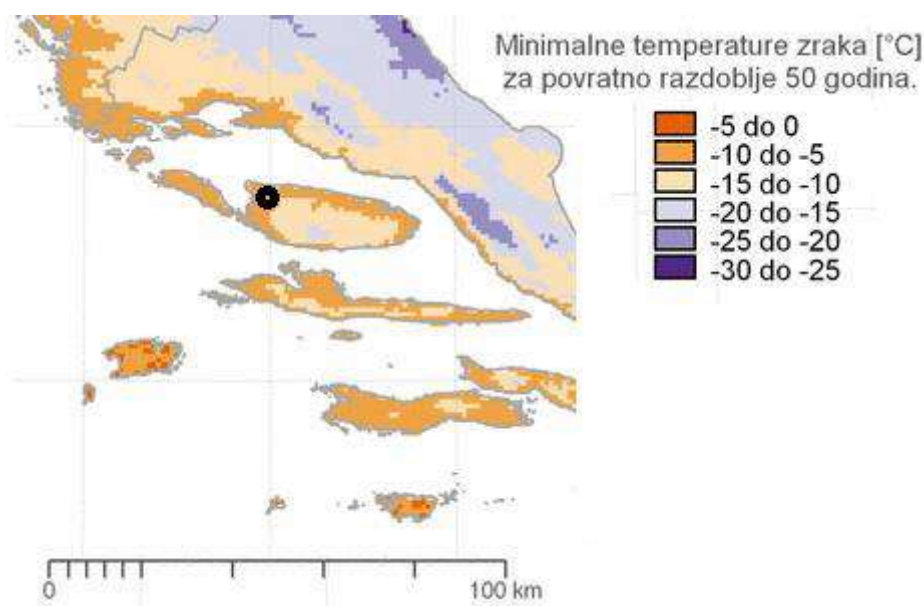 Minimalne temperature zraka [°C]
za povratno razdoblje 50 godina.
-5 do 0
-10 do -5
-15 do -10
-20 do -15
-25 do -20
-30 do -25
0
100 km